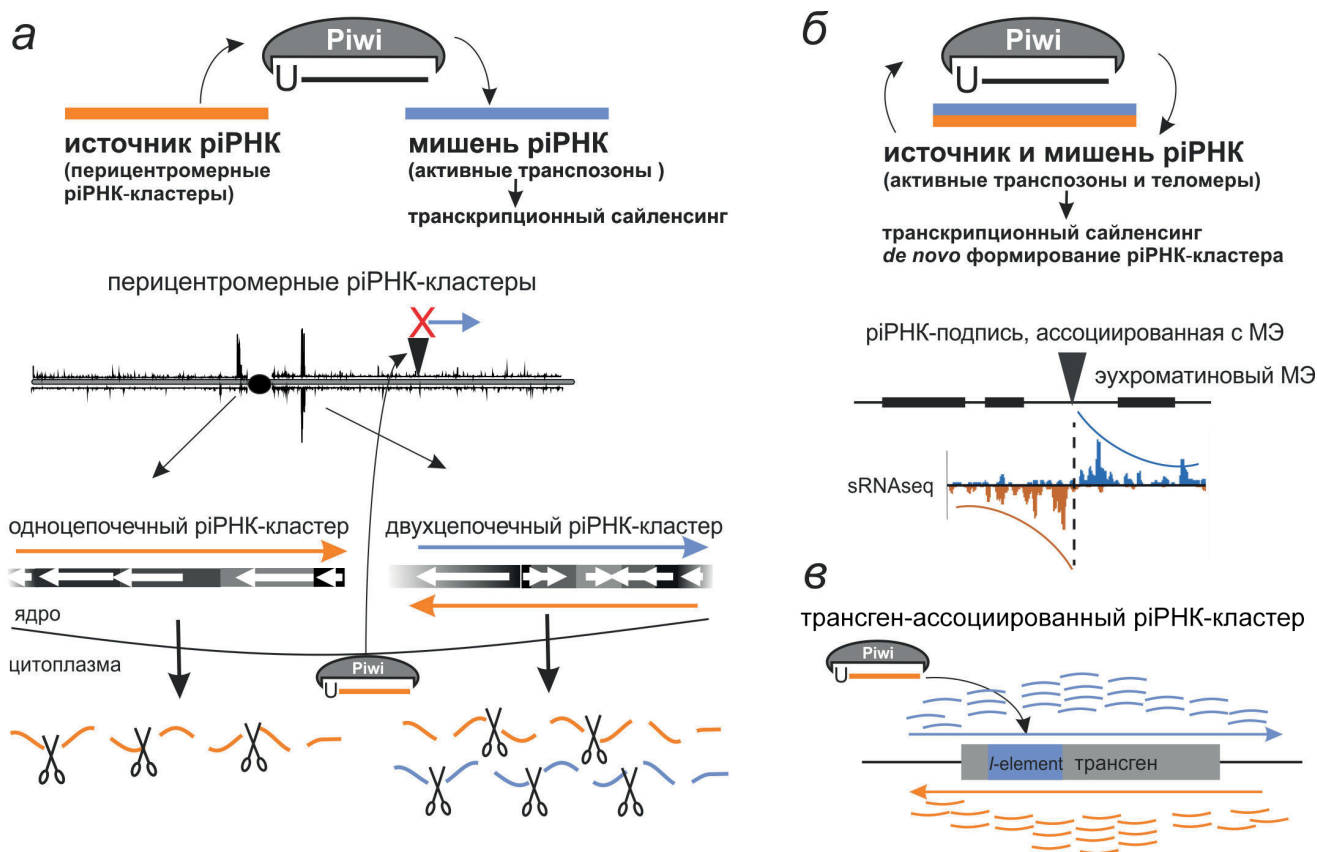 а
Piwi
U
источник piРНК
(перицентромерные
piРНК-кластеры)
мишень piРНК
(активные транспозоны )
транскрипционный сайленсинг
перицентромерные piРНК-кластеры
X
одноцепочечный piРНК-кластер
двухцепочечный piРНК-кластер
ядро
цитоплазма
Piwi
U
б
Piwi
U
источник и мишень piРНК
(активные транспозоны и теломеры)
транскрипционный сайленсинг
de novo формирование piРНК-кластера
piРНК-подпись, ассоциированная с МЭ
эухроматиновый МЭ
sRNAseq
в
трансген-ассоциированный piРНК-кластер
Piwi
U
I-element трансген